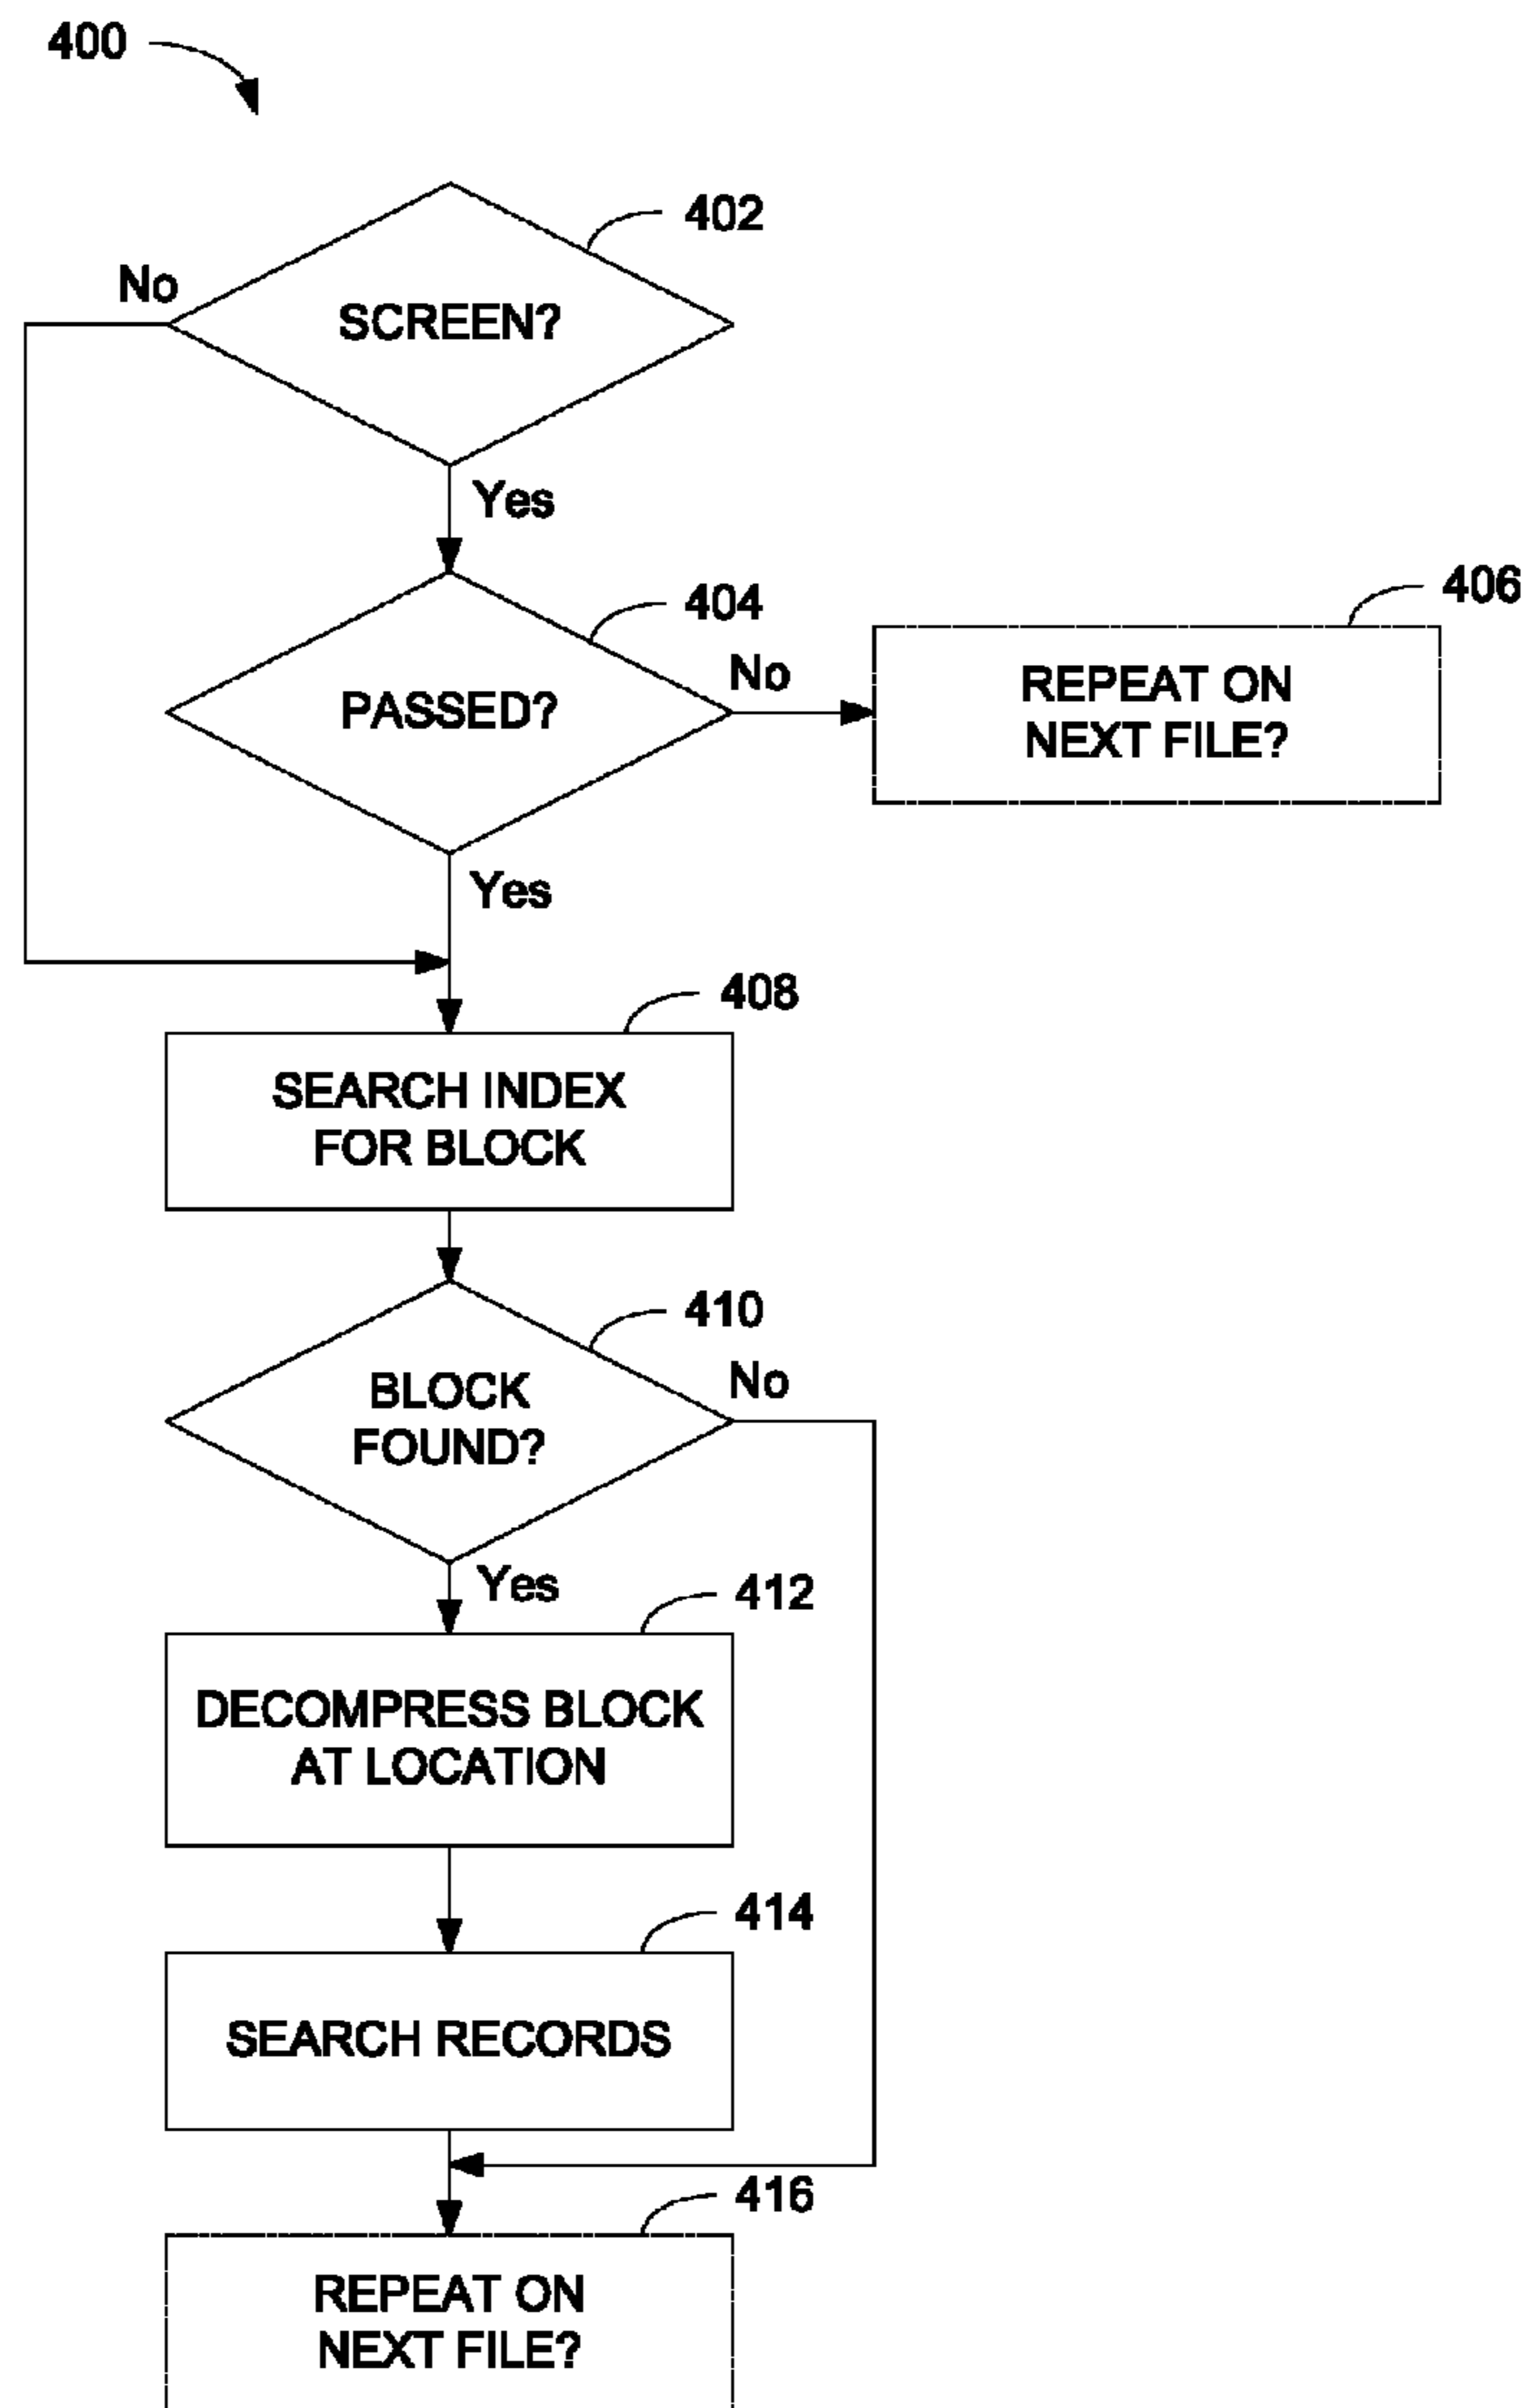 400
402
No
SCREEN?
Yes
404
406
No
PASSED?
REPEAT ON
NEXT FILE?
Yes
408
SEARCH INDEX
FOR BLOCK
410
No
BLOCK
FOUND?
Yes
412
DECOMPRESS BLOCK
AT LOCATION
414
SEARCH RECORDS
416
REPEAT ON
NEXT FILE?